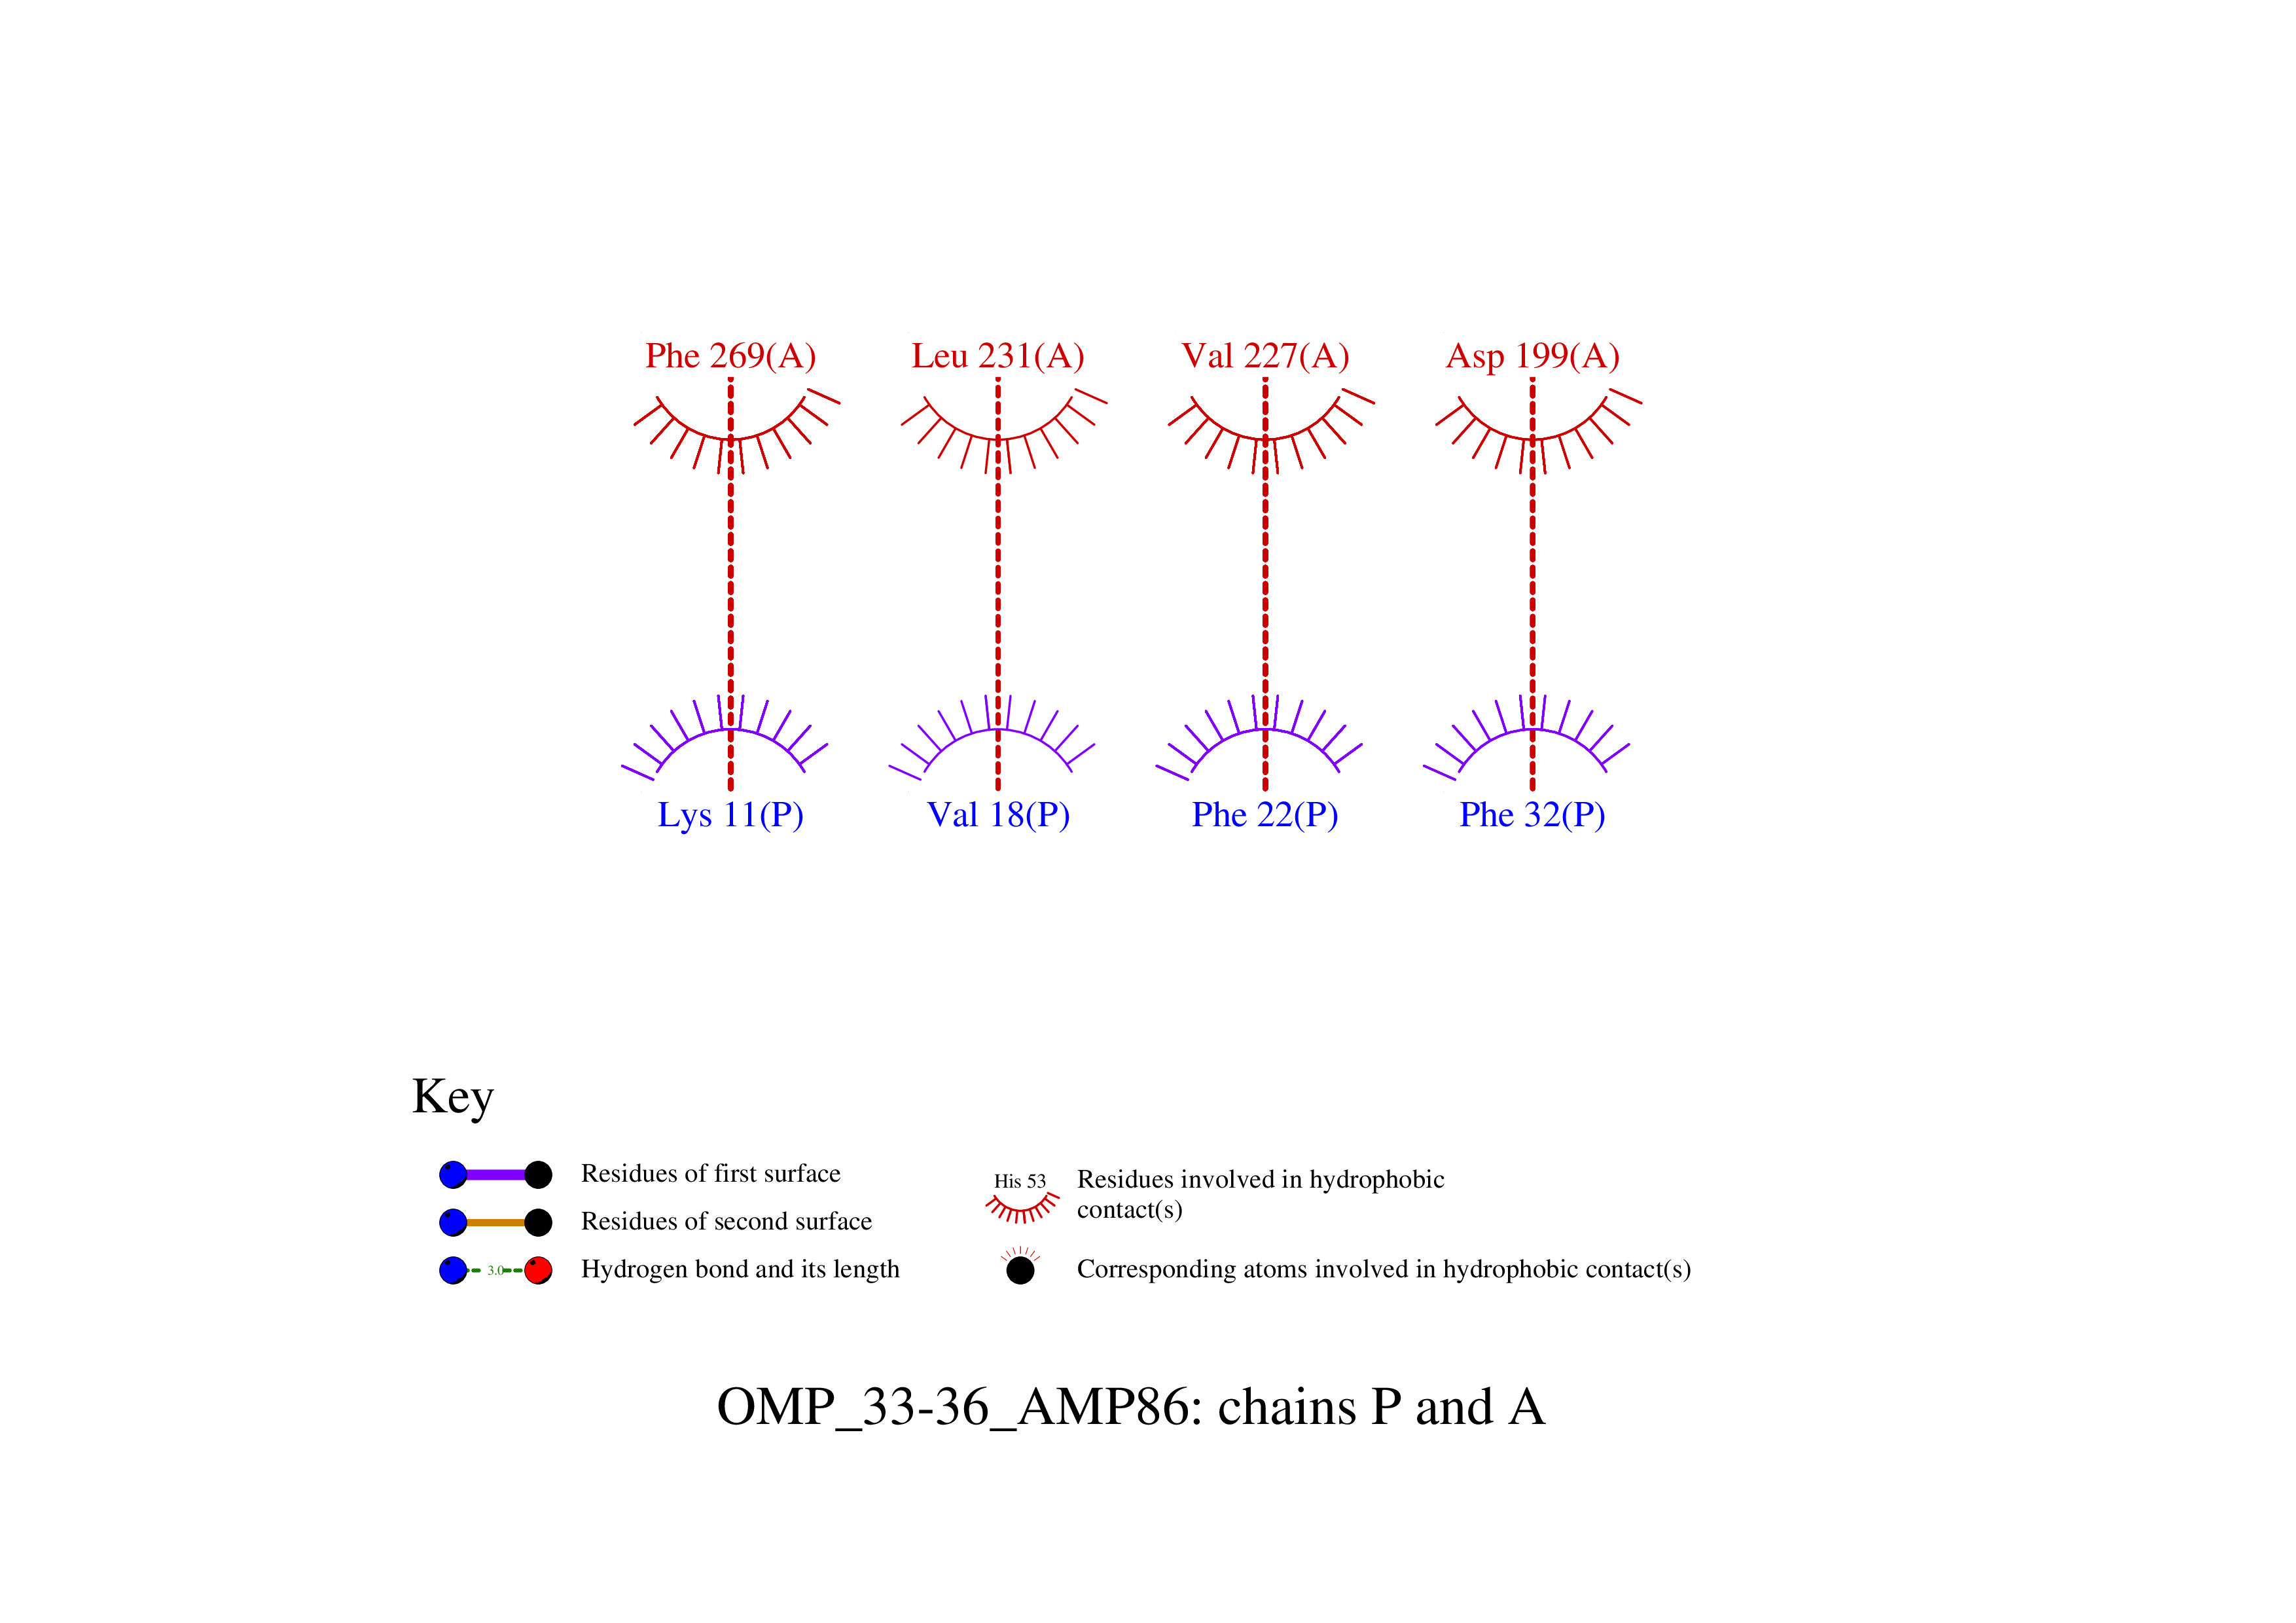 Phe 269(A) Leu 231(A) Val 227(A) Asp 199(A)
Lys 11(P) Val 18(P) Phe 22(P) Phe 32(P)
Key
Residues of first surface
Residues of second surface
3.0 Hydrogen bond and its length
His 53 Residues involved in hydrophobic
contact(s)
Corresponding atoms involved in hydrophobic contact(s)
OMP_33-36_AMP86: chains P and A